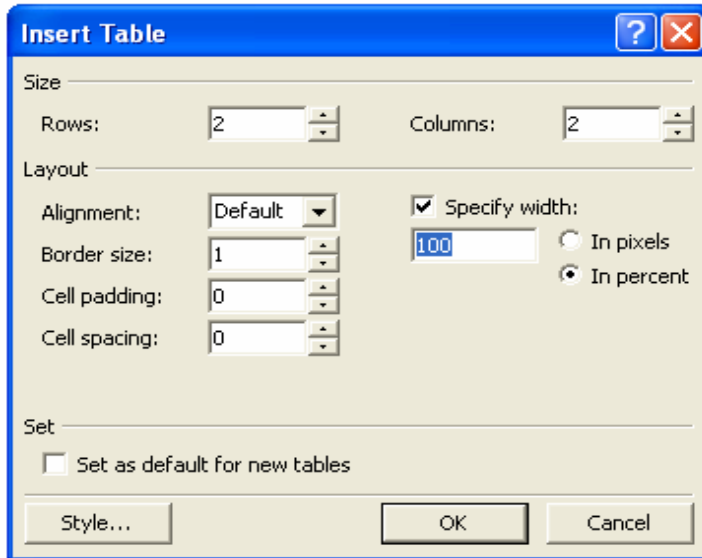 Insert Table
Size
Rows: 2 Columns: 2
Layout
Alignment: Default Specify width:
Border size: 1 100 In pixels
Cell padding: 0 In percent
Cell spacing: 0
Set
Set as default for new tables
Style... OK Cancel